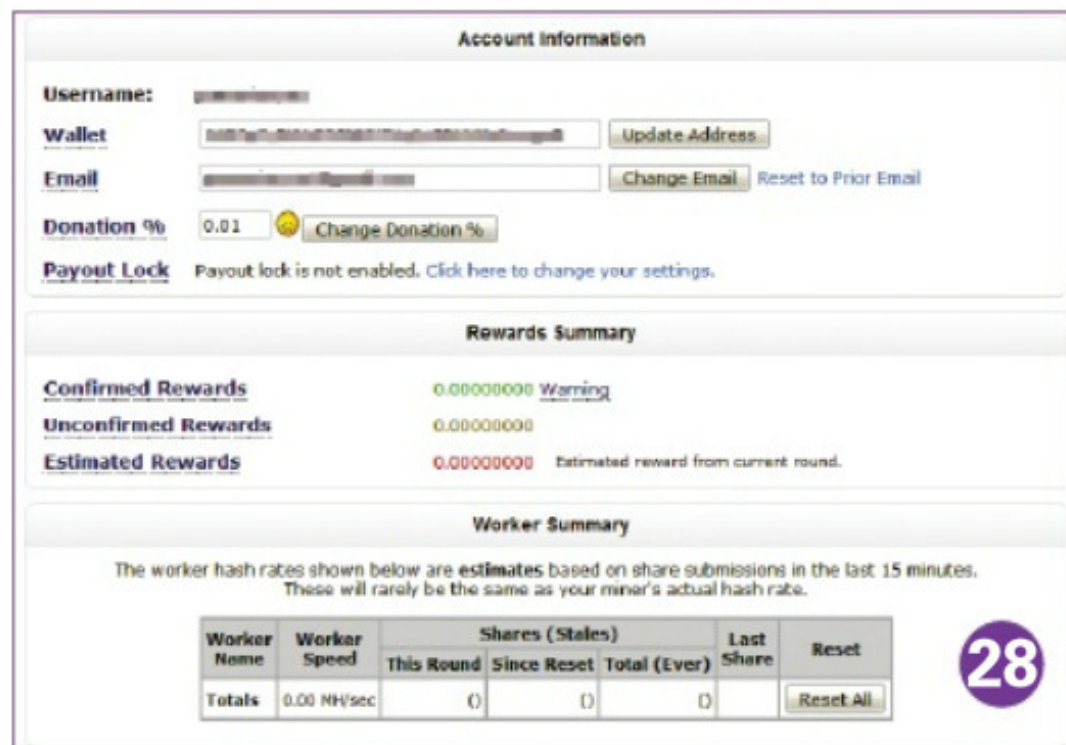 Account Information
Username:
Wallet Update Address
Email Change Email Reset to Prior Email
Donation % 0.01 Change Donation %
Payout Lock Payout lock is not enabled. Click here to change your settings.
Rewards Summary
Confirmed Rewards 0.00000000 Warning
Unconfirmed Rewards 0.00000000
Estimated Rewards 0.00000000 Estimated reward from current round.
Worker Summary
The worker hash rates shown below are estimates based on share submissions in the last 15 minutes.
These will rarely be the same as your miner's actual hash rate.
Worker Name Worker Speed Shares (Stales) Last Share Reset
This Round Since Reset Total (Ever)
Totals 0.00 MH/sec () () () Reset All
28